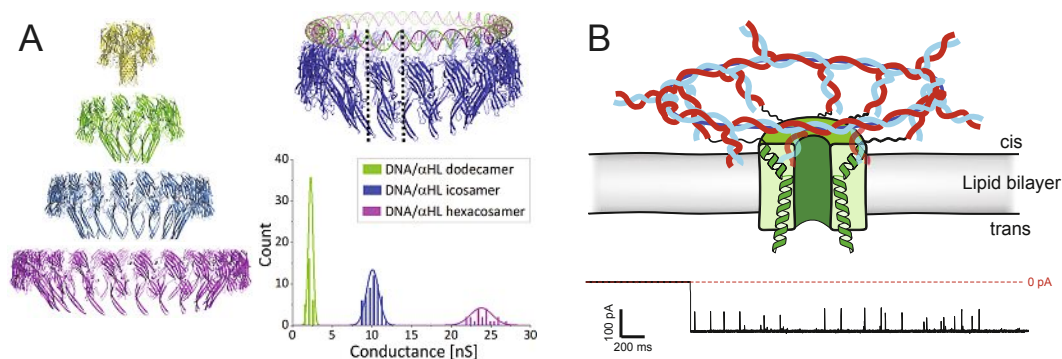 A
DNA/αHL dodecamer
DNA/αHL icosamer
DNA/αHL hexacosamer
40
30
20
10
0
Count
0 5 10 15 20 25 30
Conductance [nS]
B
cis
Lipid bilayer
trans
0 pA
100 pA
200 ms